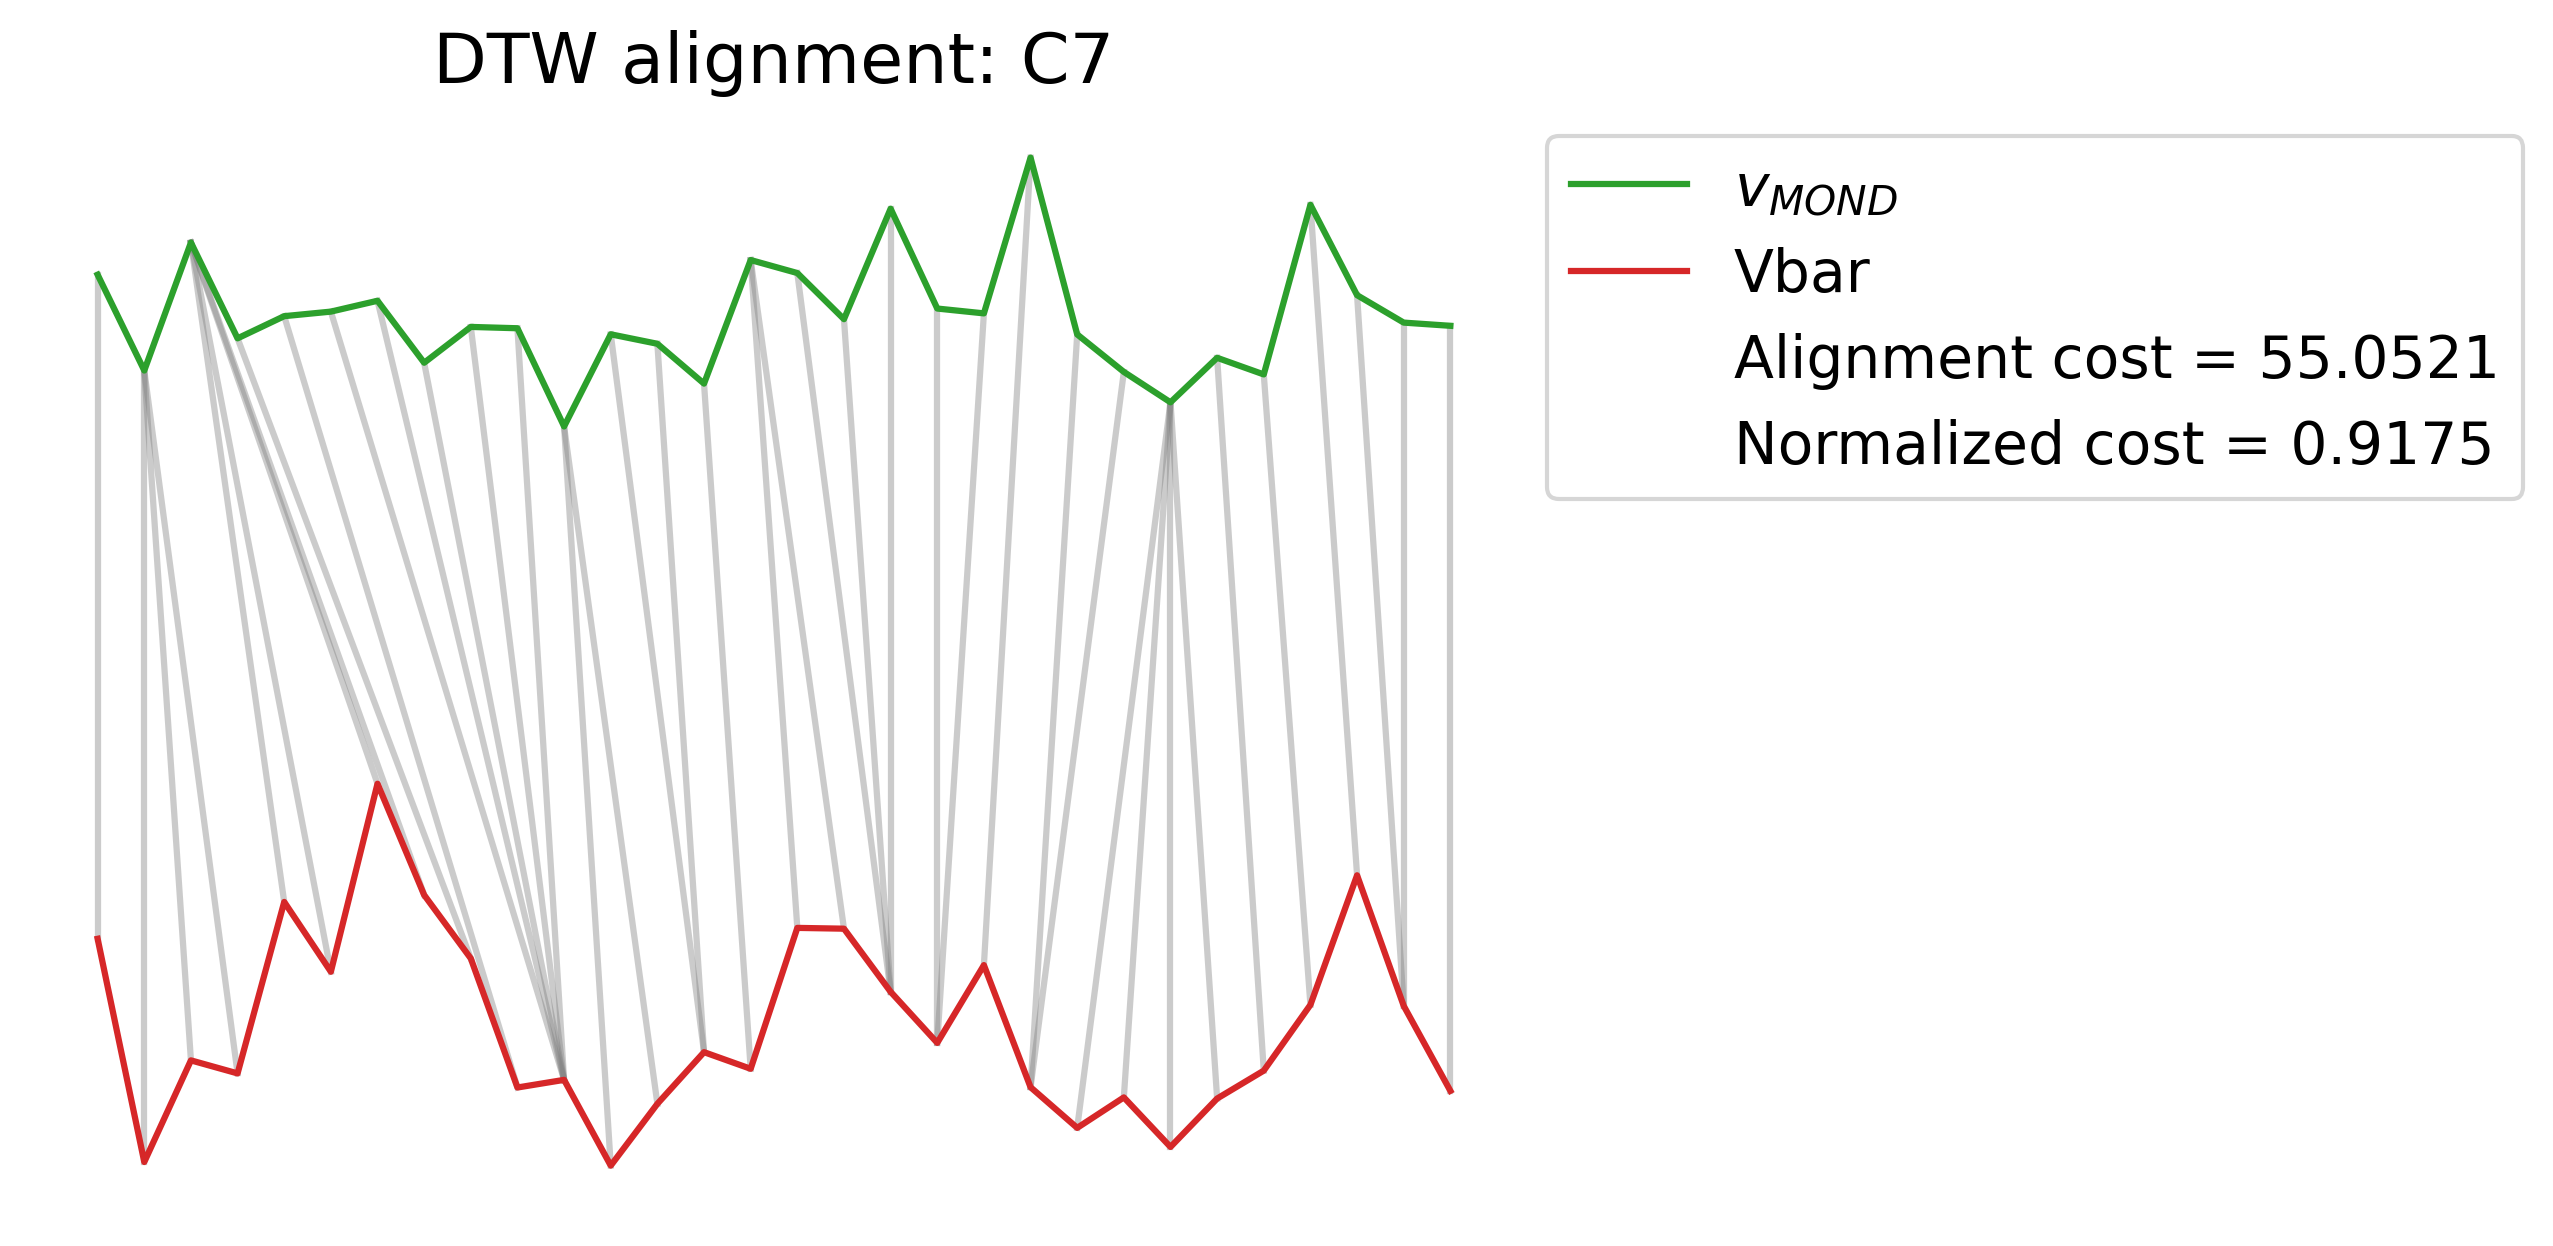 DTW alignment: C7
v_MOND
Vbar
Alignment cost = 55.0521
Normalized cost = 0.9175